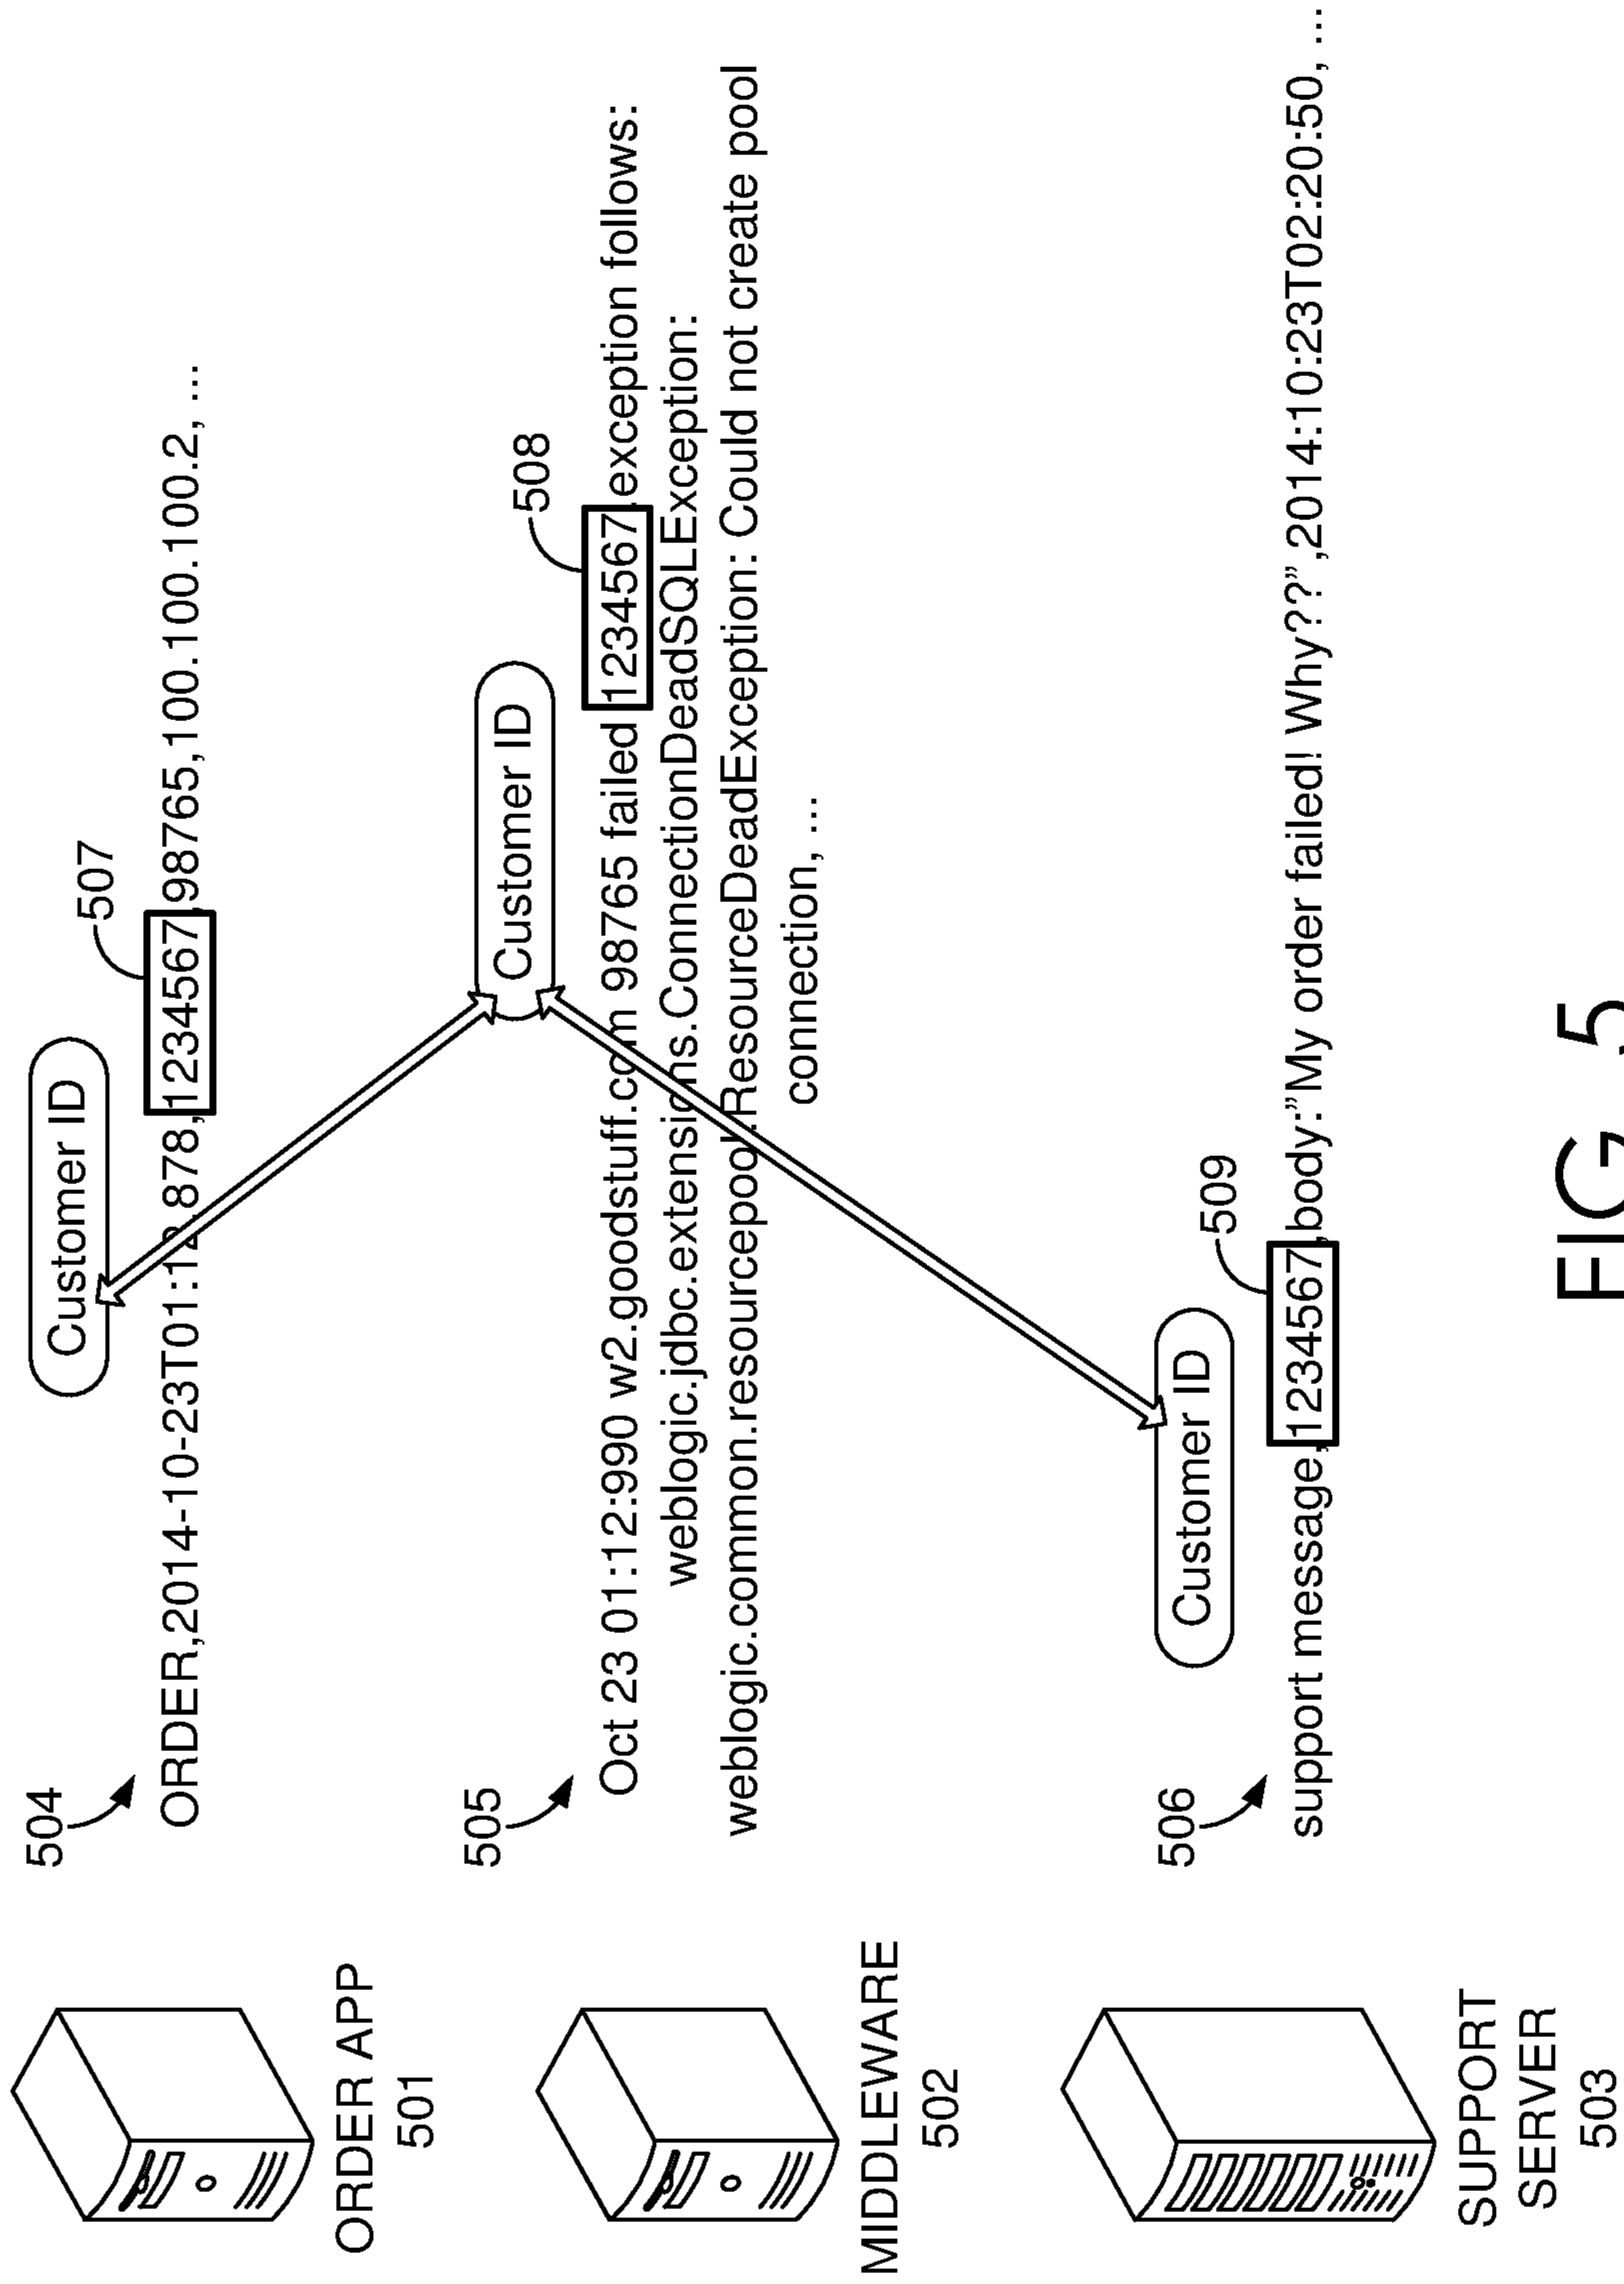 504
Customer ID
507
ORDER,2014-10-23T01:12.878,1234567,98765,100.100.100.2, ...
ORDER APP
501
505
Customer ID
508
Oct 23 01:12:990 w2.goodstuff.com 98765 failed 1234567,exception follows:
weblogic.jdbc.extensions.ConnectionDeadSQLException:
weblogic.common.resourcepool.ResourceDeadException: Could not create pool
connection, ...
MIDDLEWARE
502
506
Customer ID
509
support message,1234567,body:”My order failed! Why???”,2014:10:23T02:20:50, ...
SUPPORT
SERVER
503
FIG 5